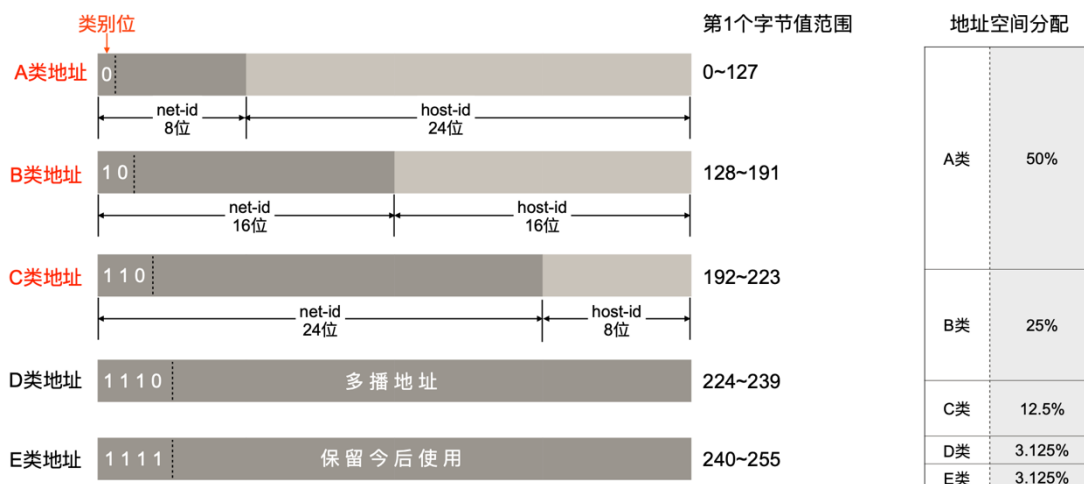 类别位
第1个字节值范围
地址空间分配
A类地址
0
0~127
net-id
8位
host-id
24位
B类地址
1 0
128~191
net-id
16位
host-id
16位
C类地址
1 1 0
192~223
net-id
24位
host-id
8位
D类地址
1 1 1 0
多播地址
224~239
E类地址
1 1 1 1
保留今后使用
240~255
A类 50%
B类 25%
C类 12.5%
D类 3.125%
E类 3.125%